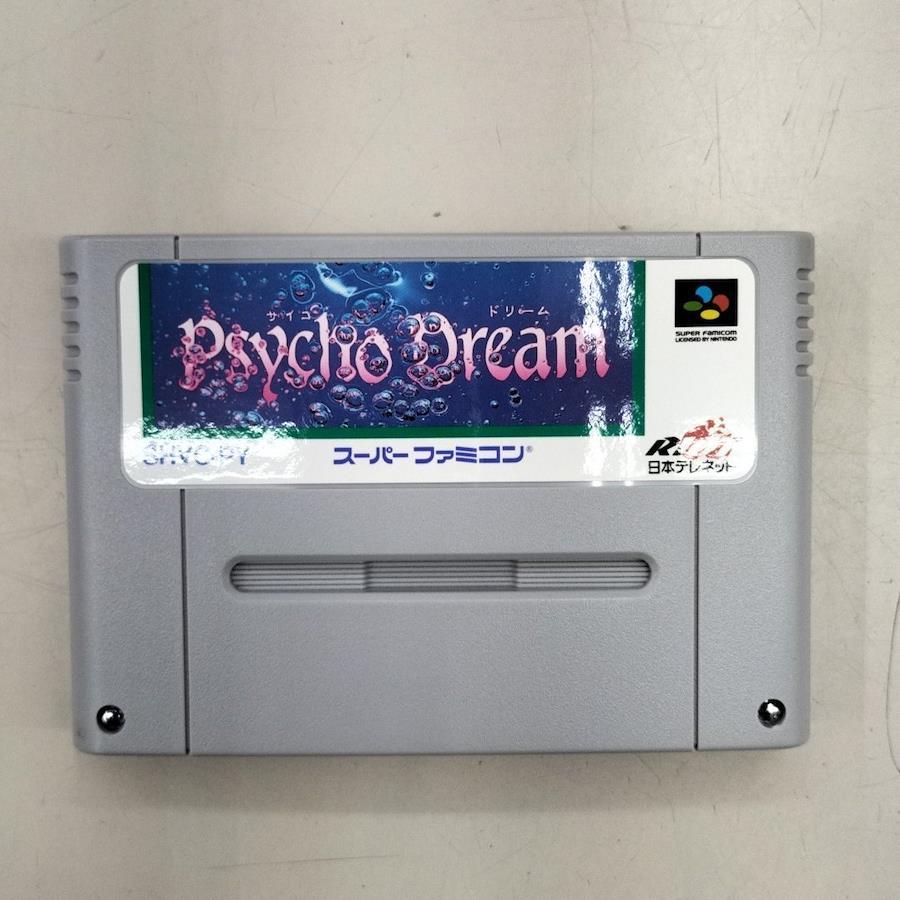 サイコ ドリーム
Psycho Dream
SUPER FAMICOM
LICENSED BY NINTENDO
SHVC-PY
スーパーファミコン®
日本テレネット